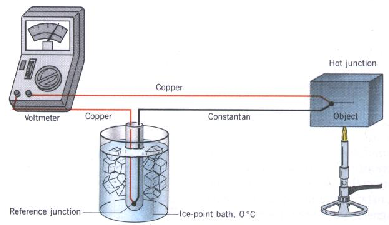 Hot junction
Copper
Voltmeter
Copper
Constantan
Object
Reference junction
Ice-point bath, 0°C